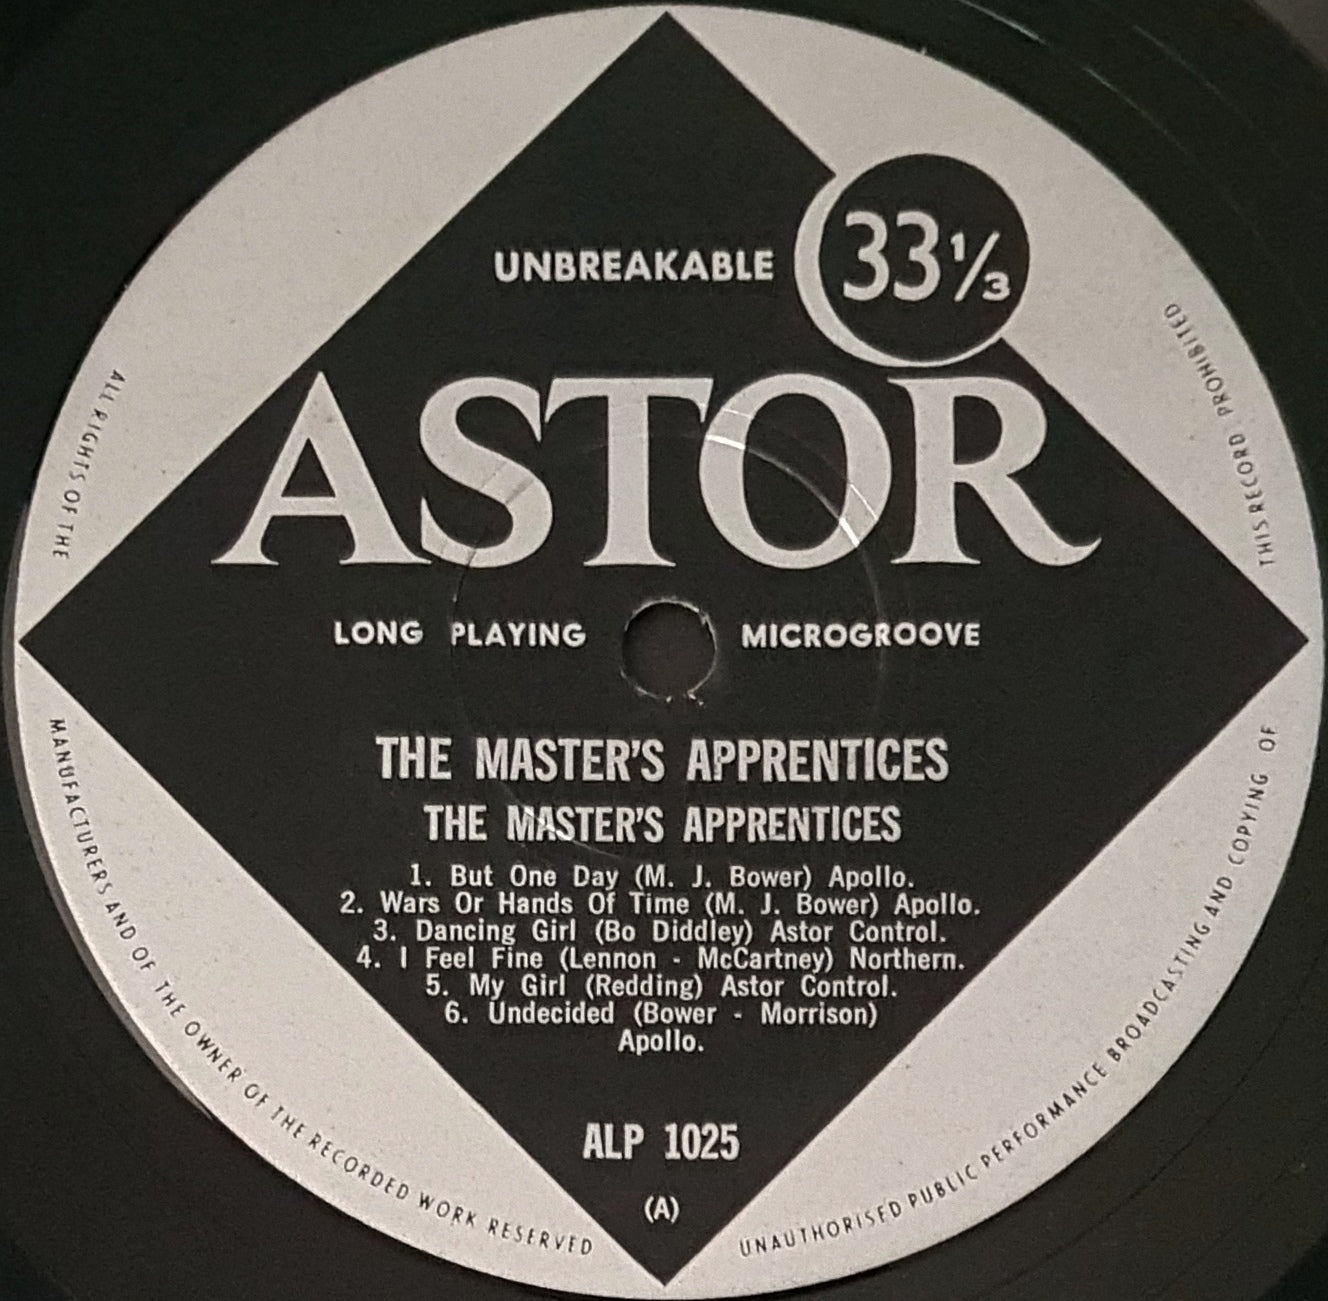 UNBREAKABLE 33 1/3
ASTOR
LONG PLAYING MICROGROOVE
THE MASTER'S APPRENTICES
THE MASTER'S APPRENTICES
1. But One Day (M. J. Bower) Apollo.
2. Wars Or Hands Of Time (M. J. Bower) Apollo.
3. Dancing Girl (Bo Diddley) Astor Control.
4. I Feel Fine (Lennon - McCartney) Northern.
5. My Girl (Redding) Astor Control.
6. Undecided (Bower - Morrison)
Apollo.
ALP 1025
(A)
ALL RIGHTS OF THE MANUFACTURERS AND OF THE OWNER OF THE RECORDED WORK RESERVED
UNAUTHORISED PUBLIC PERFORMANCE BROADCASTING AND COPYING OF THIS RECORD PROHIBITED